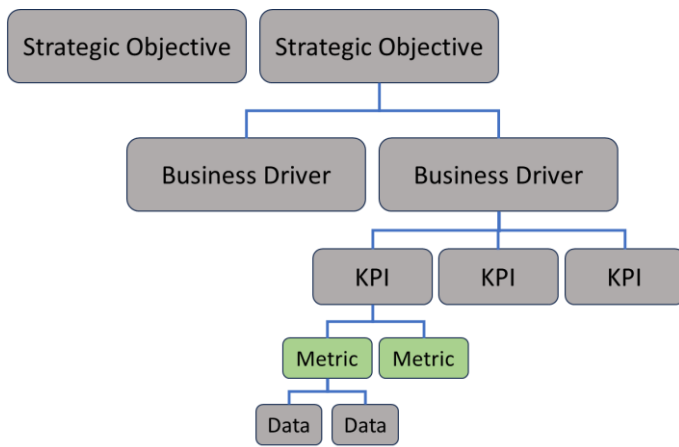 Strategic Objective
Strategic Objective
Business Driver
Business Driver
KPI
KPI
KPI
Metric
Metric
Data
Data